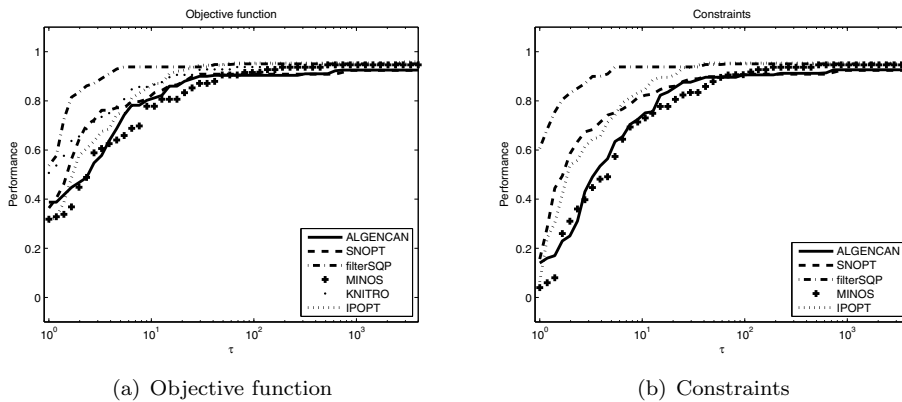 Objective function
Performance
1
0.8
0.6
0.4
0.2
0
10^0
10^1
10^2
10^3
τ
ALGENCAN
SNOPT
filterSQP
MINOS
KNITRO
IPOPT
(a) Objective function
Constraints
Performance
1
0.8
0.6
0.4
0.2
0
10^0
10^1
10^2
10^3
τ
ALGENCAN
SNOPT
filterSQP
MINOS
IPOPT
(b) Constraints